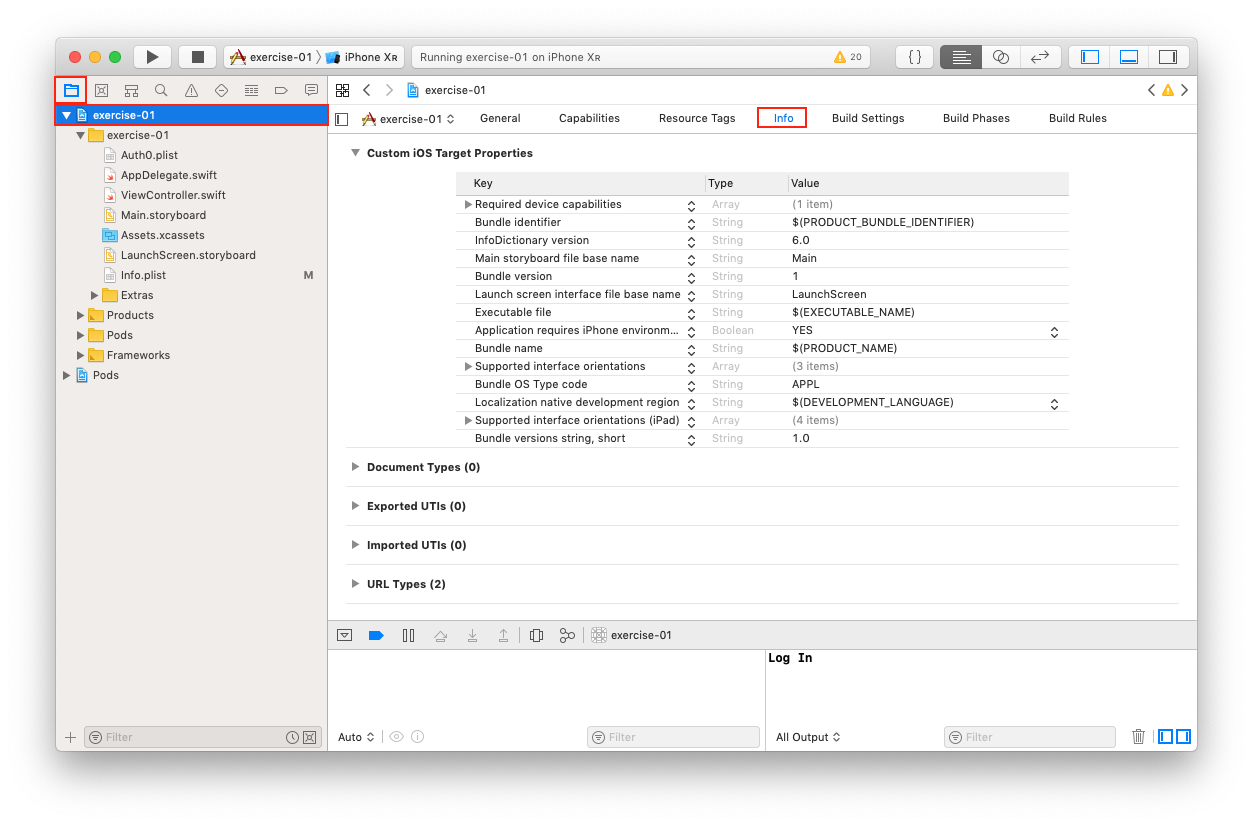 exercise-01 〉 iPhone Xʀ
Running exercise-01 on iPhone Xʀ
20
{ }
exercise-01
exercise-01
exercise-01
Auth0.plist
AppDelegate.swift
ViewController.swift
Main.storyboard
Assets.xcassets
LaunchScreen.storyboard
Info.plist M
Extras
Products
Pods
Frameworks
Pods
Filter
exercise-01 General Capabilities Resource Tags Info Build Settings Build Phases Build Rules
Custom iOS Target Properties
Key Type Value
Required device capabilities Array (1 item)
Bundle identifier String $(PRODUCT_BUNDLE_IDENTIFIER)
InfoDictionary version String 6.0
Main storyboard file base name String Main
Bundle version String 1
Launch screen interface file base name String LaunchScreen
Executable file String $(EXECUTABLE_NAME)
Application requires iPhone environm... Boolean YES
Bundle name String $(PRODUCT_NAME)
Supported interface orientations Array (3 items)
Bundle OS Type code String APPL
Localization native development region String $(DEVELOPMENT_LANGUAGE)
Supported interface orientations (iPad) Array (4 items)
Bundle versions string, short String 1.0
Document Types (0)
Exported UTIs (0)
Imported UTIs (0)
URL Types (2)
exercise-01
Log In
Auto Filter
All Output Filter